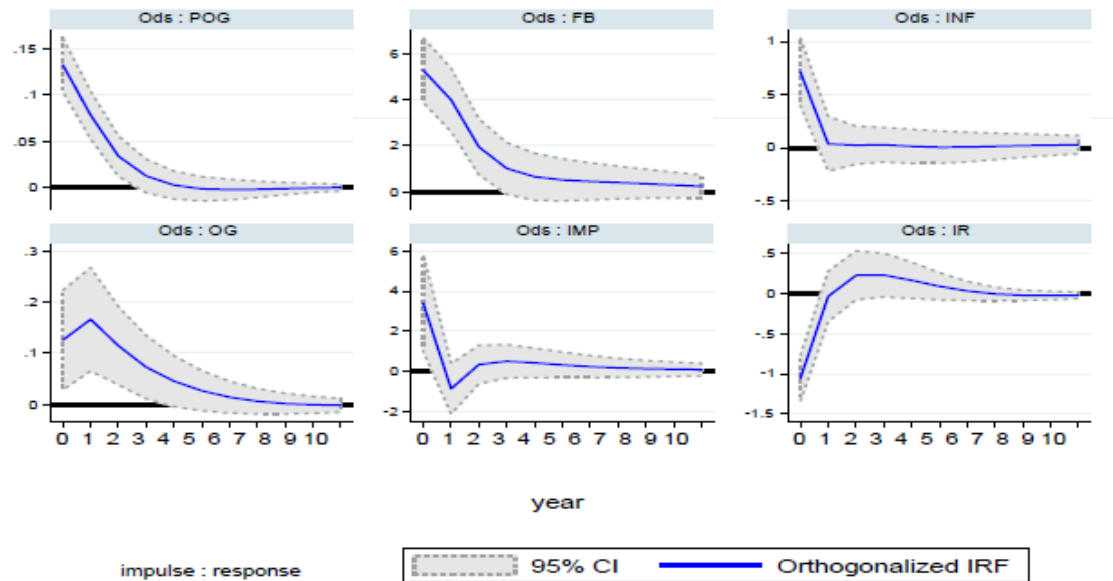 Ods : POG
Ods : FB
Ods : INF
.15
.1
.05
0
6
4
2
0
1
.5
0
-.5
Ods : OG
Ods : IMP
Ods : IR
.3
.2
.1
0
6
4
2
0
-2
.5
0
-.5
-1
-1.5
0 1 2 3 4 5 6 7 8 9 10
0 1 2 3 4 5 6 7 8 9 10
0 1 2 3 4 5 6 7 8 9 10
year
95% CI
Orthogonalized IRF
impulse : response